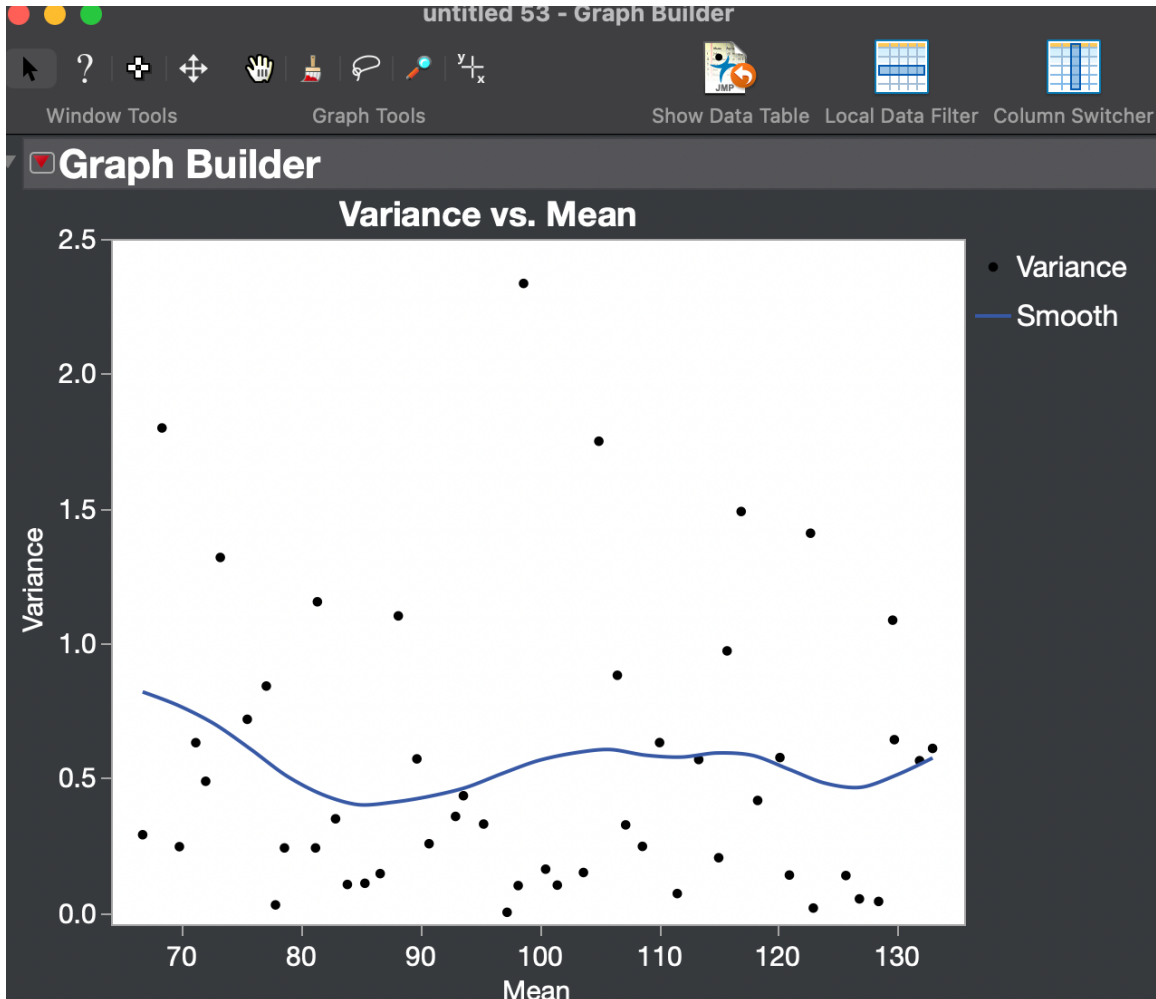 untitled 53 - Graph Builder
?
y
x
JMP
Window Tools
Graph Tools
Show Data Table
Local Data Filter
Column Switcher
Graph Builder
Variance vs. Mean
Variance
Smooth
2.5
2.0
1.5
1.0
0.5
0.0
Variance
70 80 90 100 110 120 130
Mean